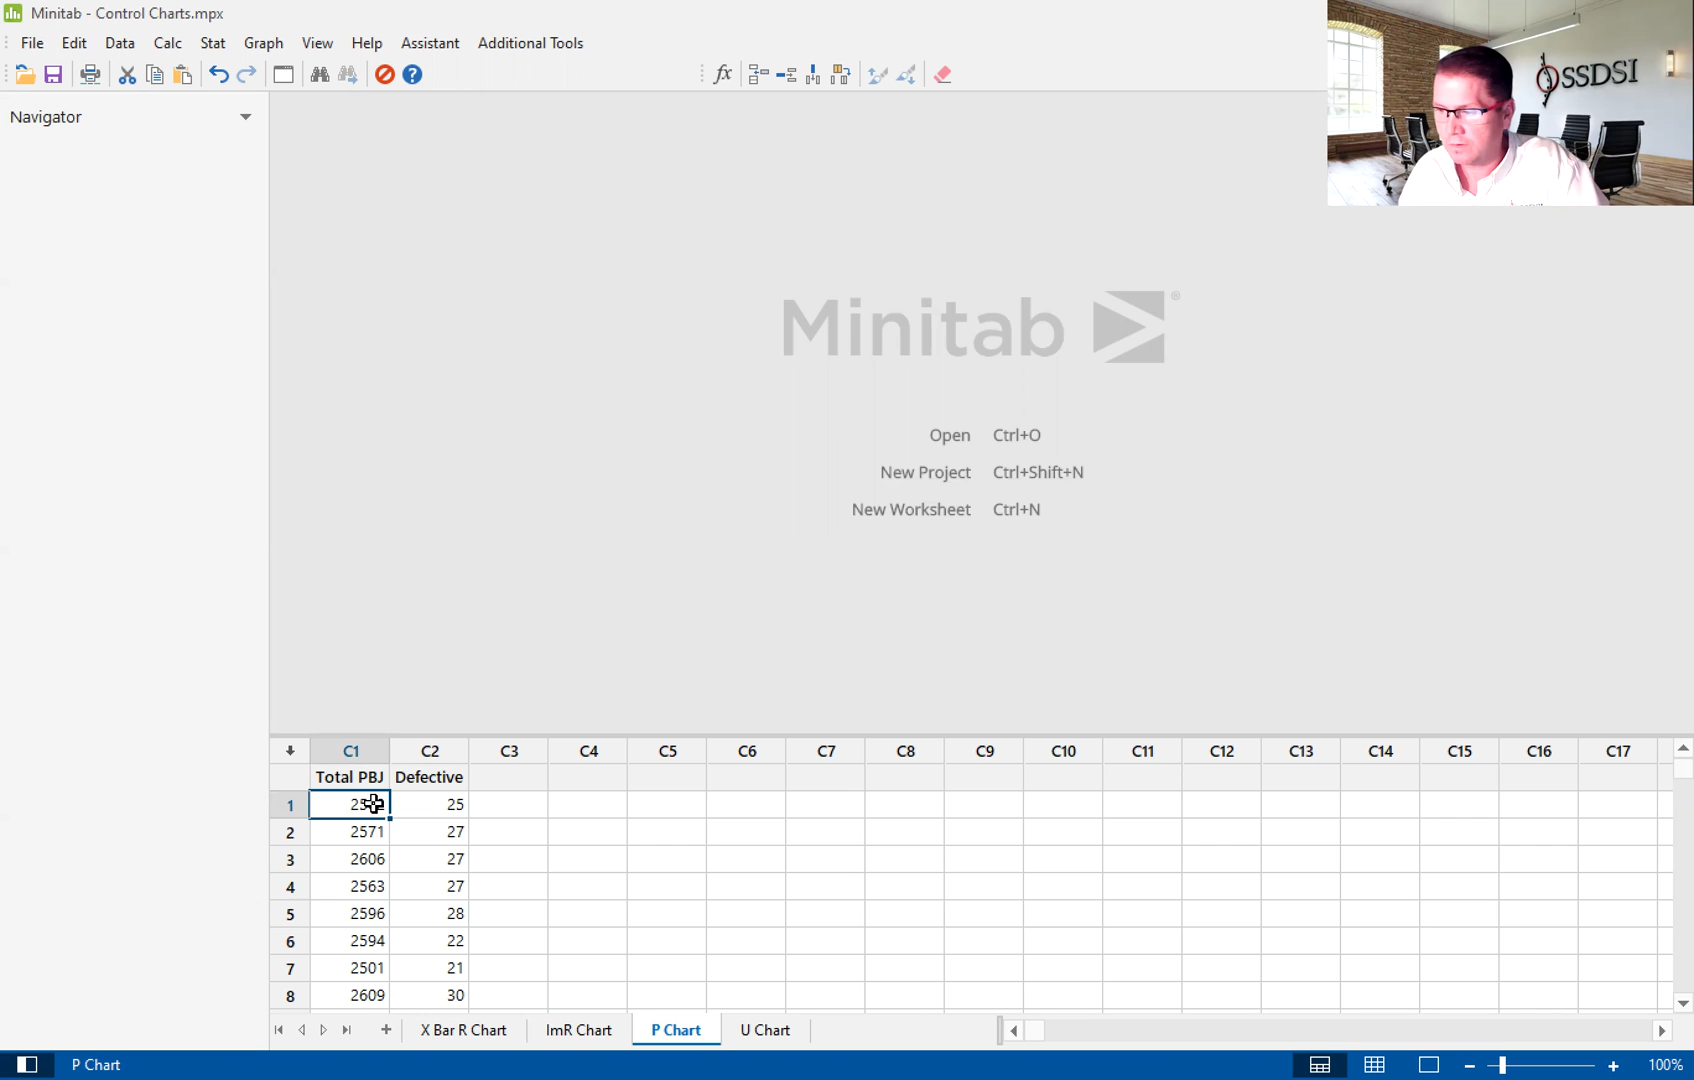 Minitab - Control Charts.mpx
File Edit Data Calc Stat Graph View Help Assistant Additional Tools
fx
Navigator
SSDSI
Minitab ®
Open Ctrl+O
New Project Ctrl+Shift+N
New Worksheet Ctrl+N
C1 C2 C3 C4 C5 C6 C7 C8 C9 C10 C11 C12 C13 C14 C15 C16 C17
Total PBJ Defective
1 25
2 2571 27
3 2606 27
4 2563 27
5 2596 28
6 2594 22
7 2501 21
8 2609 30
+ X Bar R Chart ImR Chart P Chart U Chart
P Chart 100%